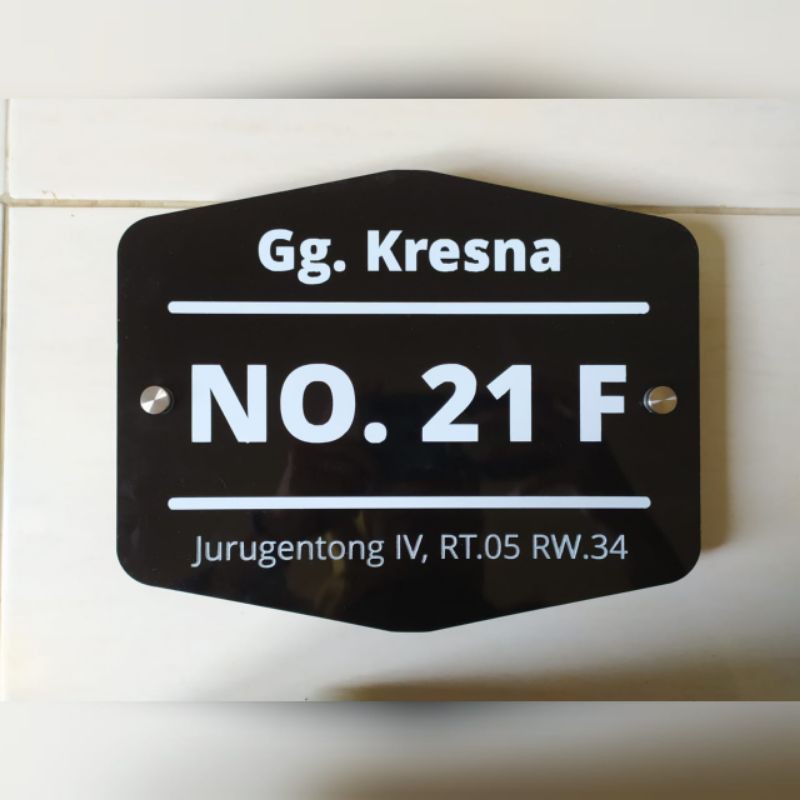 Gg. Kresna
NO. 21 F
Jurugentong IV, RT.05 RW.34